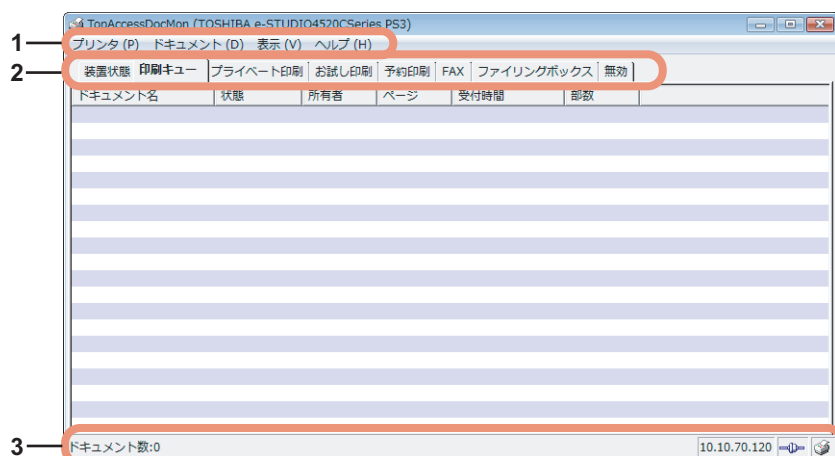 TopAccessDocMon (TOSHIBA e-STUDIO4520CSeries PS3)
1
プリンタ (P) ドキュメント (D) 表示 (V) ヘルプ (H)
2
装置状態 印刷キュー プライベート印刷 お試し印刷 予約印刷 FAX ファイリングボックス 無効
ドキュメント名 状態 所有者 ページ 受付時間 部数
3
ドキュメント数:0 10.10.70.120